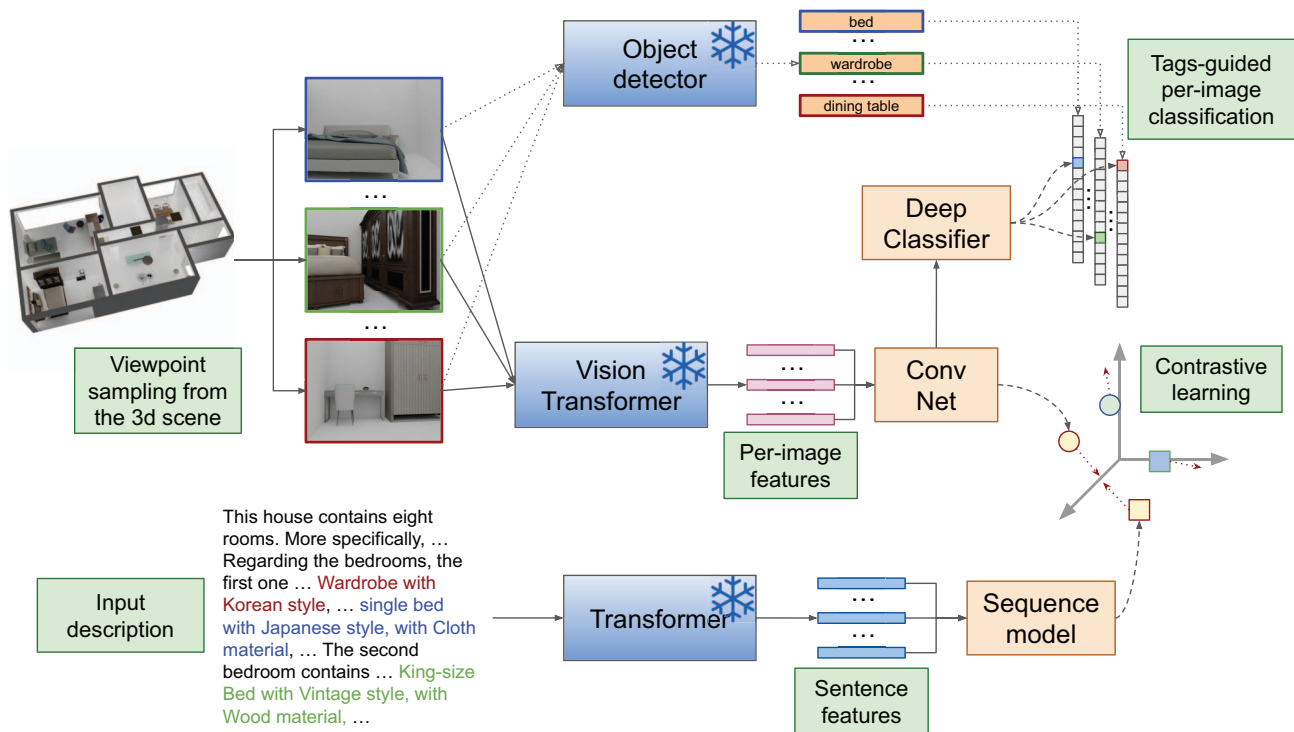 Object
detector
bed
...
wardrobe
...
dining table
Tags-guided
per-image
classification
...
...
Viewpoint
sampling from
the 3d scene
Deep
Classifier
...
...
Vision
Transformer
...
...
Per-image
features
Conv
Net
Contrastive
learning
Input
description
This house contains eight
rooms. More specifically, …
Regarding the bedrooms, the
first one … Wardrobe with
Korean style, … single bed
with Japanese style, with Cloth
material, … The second
bedroom contains … King-size
Bed with Vintage style, with
Wood material, …
Transformer
...
...
Sentence
features
Sequence
model